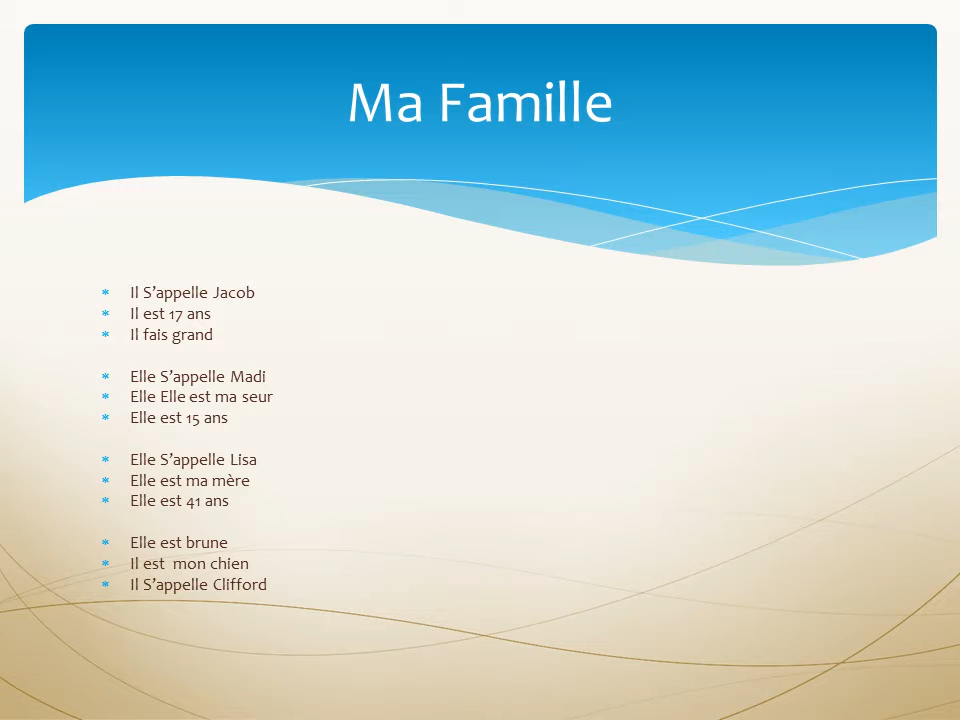 Ma Famille
Il S’appelle Jacob
Il est 17 ans
Il fais grand
Elle S’appelle Madi
Elle Elle est ma seur
Elle est 15 ans
Elle S’appelle Lisa
Elle est ma mère
Elle est 41 ans
Elle est brune
Il est  mon chien
Il S’appelle Clifford